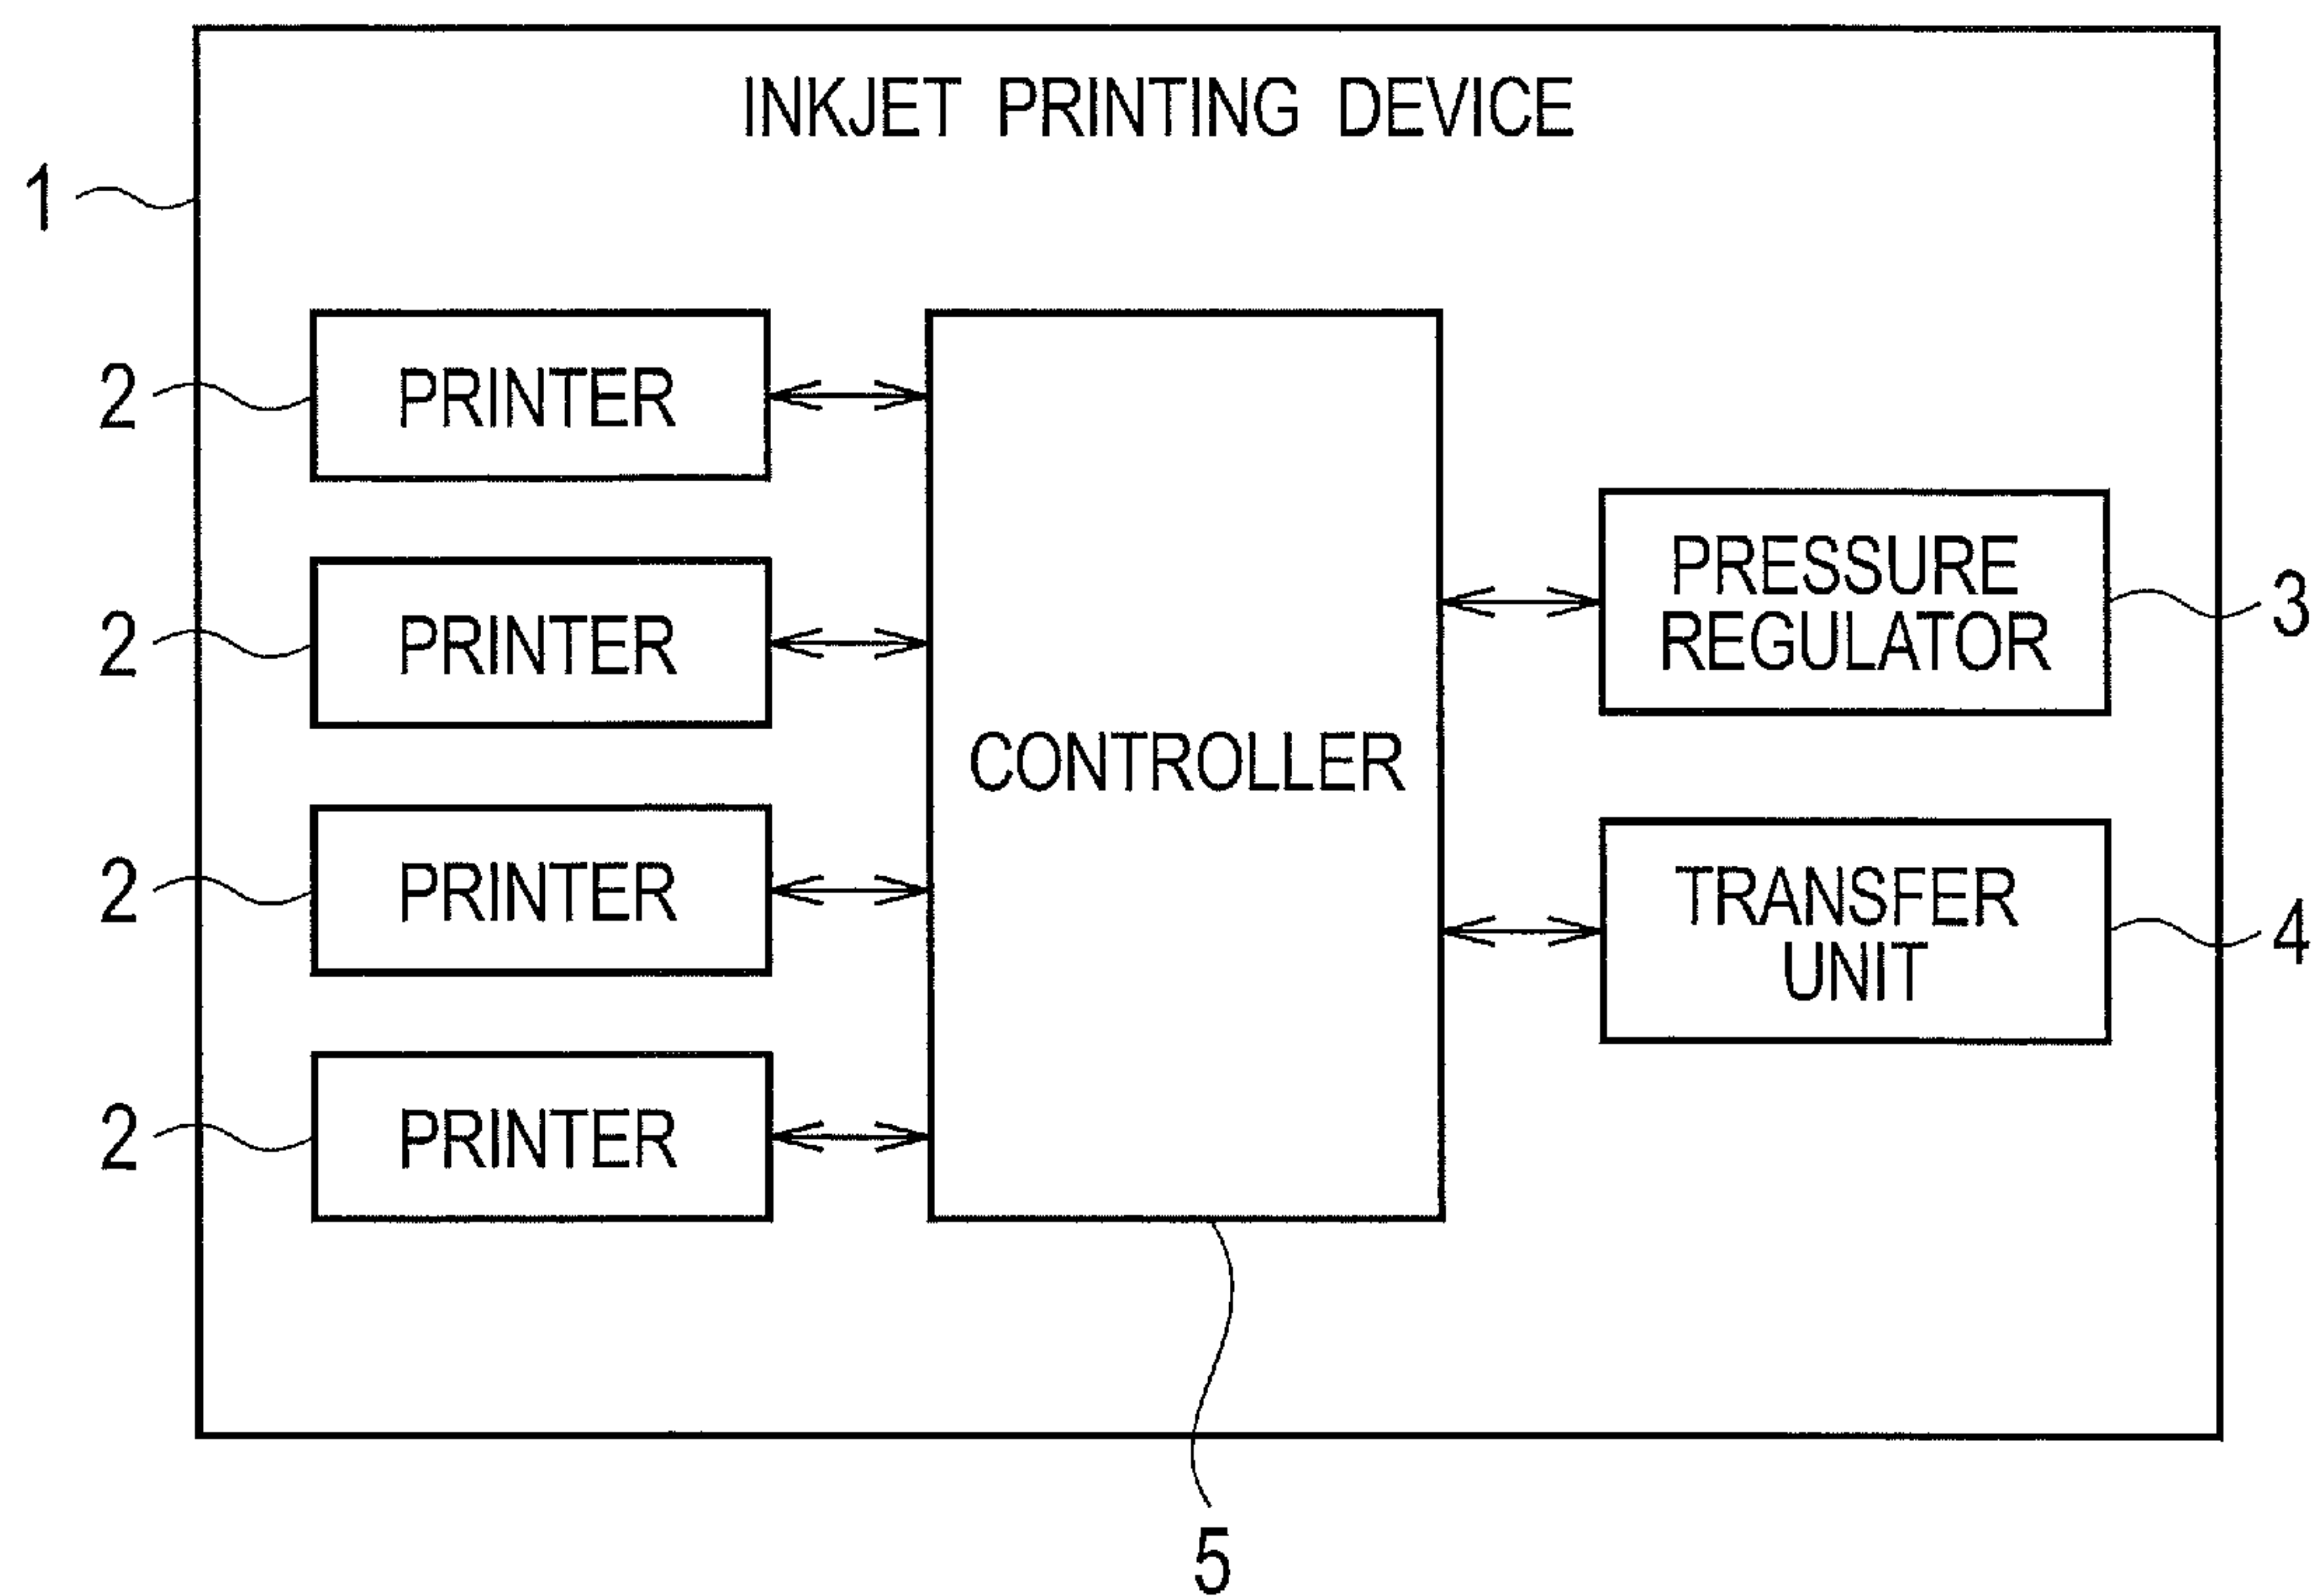 INKJET PRINTING DEVICE
1
2 PRINTER
2 PRINTER
2 PRINTER
2 PRINTER
CONTROLLER
PRESSURE
REGULATOR
3
TRANSFER
UNIT
4
5